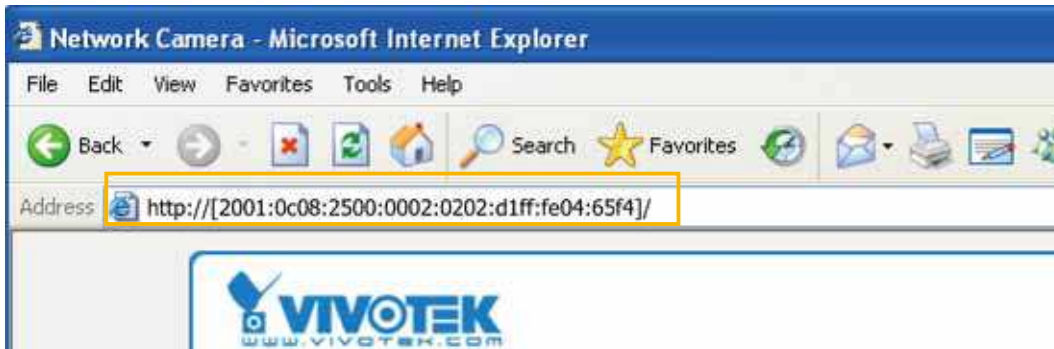 Network Camera - Microsoft Internet Explorer
File Edit View Favorites Tools Help
Back Search Favorites
Address http://[2001:0c08:2500:0002:0202:d1ff:fe04:65f4]/
VIVOTEK
www.vivotek.com